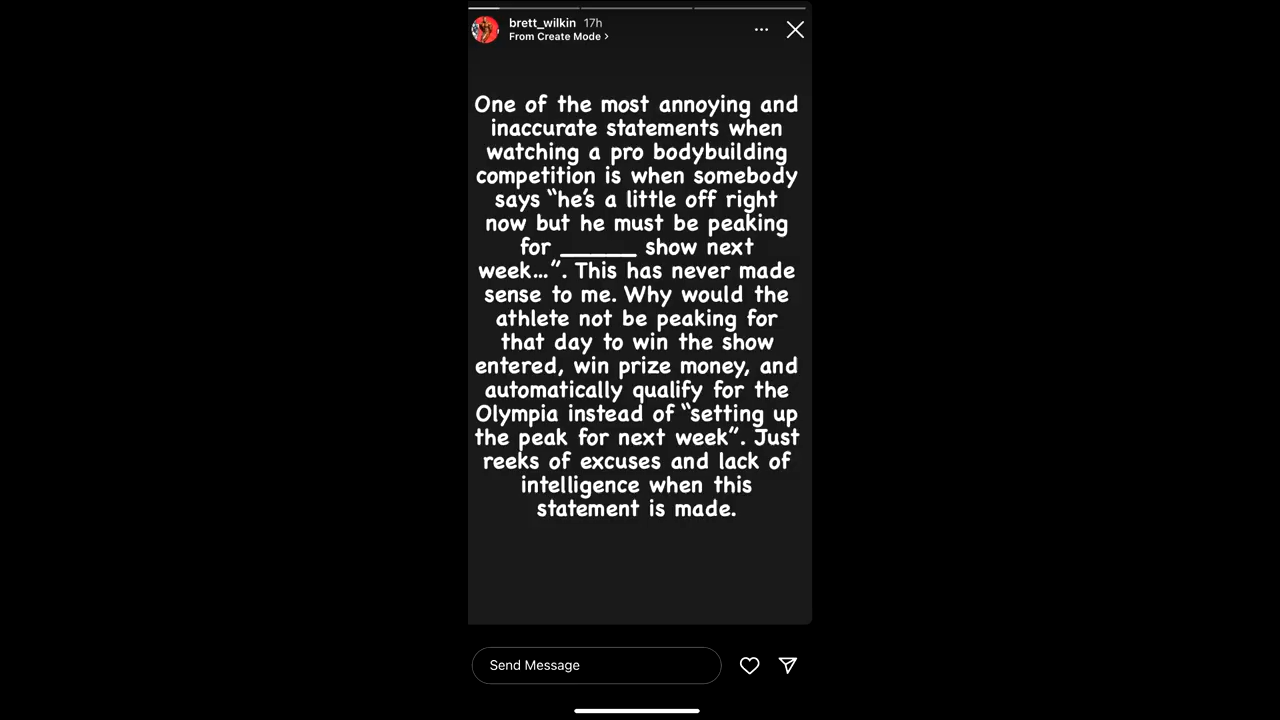 brett_wilkin 17h
From Create Mode >
One of the most annoying and
inaccurate statements when
watching a pro bodybuilding
competition is when somebody
says “he’s a little off right
now but he must be peaking
for ______ show next
week...”. This has never made
sense to me. Why would the
athlete not be peaking for
that day to win the show
entered, win prize money, and
automatically qualify for the
Olympia instead of “setting up
the peak for next week”. Just
reeks of excuses and lack of
intelligence when this
statement is made.
Send Message